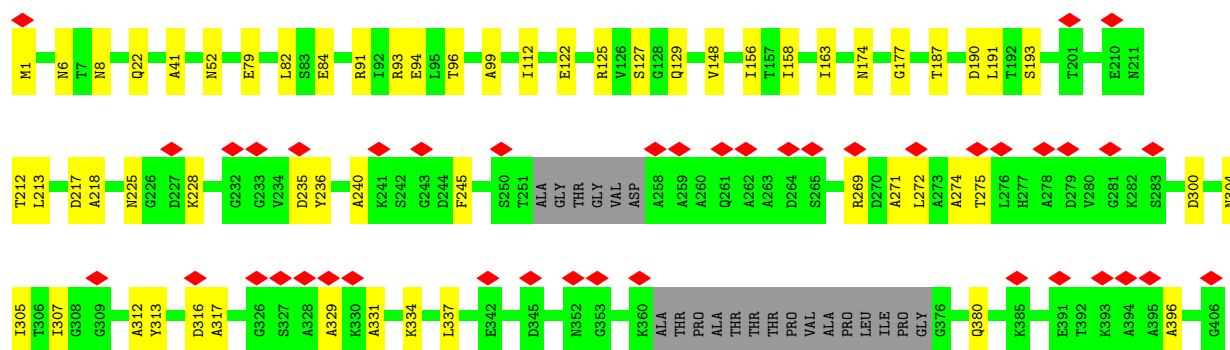 M1 N6 T7 N8 Q22 A41 N52 E79 L82 S83 E84 R91 I92 R93 E94 L95 T96 A99 I112 E122 R125 V126 S127 G128 Q129 V148 I156 T157 I158 I163 N174 G177 T187 D190 L191 T192 S193 T201 E210 N211
T212 L213 D217 A218 N225 G226 D227 K228 G232 G233 V234 D235 Y236 A240 K241 S242 G243 D244 F245 S250 T251 ALA GLY THR GLY VAL ASP A258 A259 A260 Q261 A262 A263 D264 S265 R269 D270 A271 L272 A273 A274 T275 L276 H277 A278 D279 V280 G281 K282 S283 D300 N304
I305 T306 I307 G308 G309 A312 Y313 D316 A317 G326 S327 A328 A329 K330 A331 K334 L337 E342 D345 N352 G353 K360 ALA THR PRO ALA THR THR THR PRO VAL ALA PRO LEU ILE PRO GLY G376 Q380 K385 E391 T392 K393 A394 A395 A396 G406